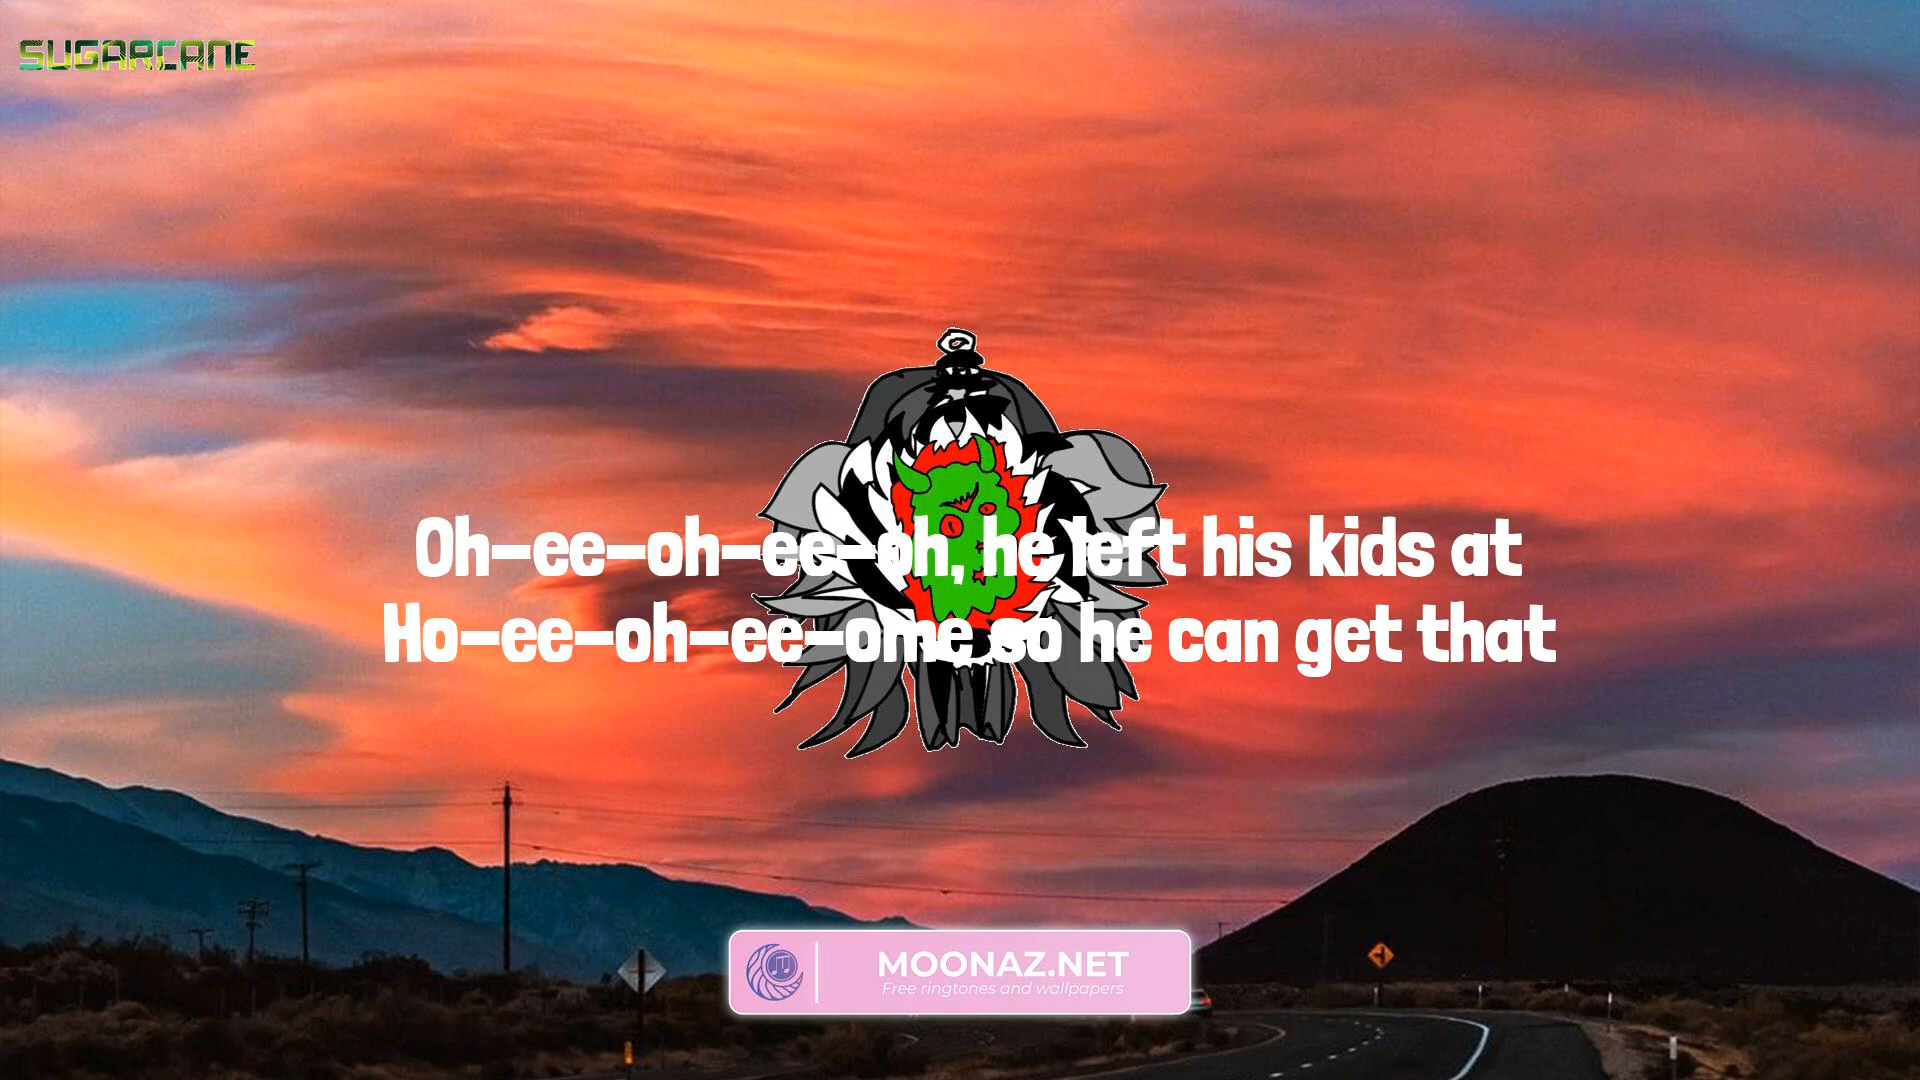 SUGARCANE
Oh-ee-oh-ee-oh, he left his kids at
Ho-ee-oh-ee-ome, so he can get that
MOONAZ.NET
Free ringtones and wallpapers